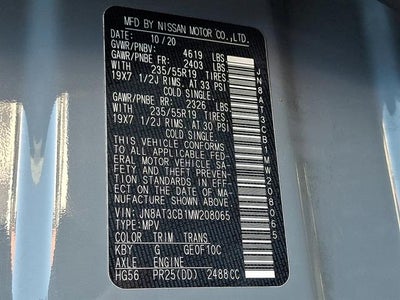 MFD BY NISSAN MOTOR CO., LTD.
DATE: 10/20
GVWR/PNBV: 4619 LBS
GAWR/PNBE FR: 2403 LBS
WITH 235/55R19 TIRES
19X7 1/2J RIMS. AT 33 PSI
COLD SINGLE
GAWR/PNBE RR: 2326 LBS
WITH 235/55R19 TIRES
19X7 1/2J RIMS. AT 30 PSI
COLD SINGLE
THIS VEHICLE CONFORMS
TO ALL APPLICABLE FED-
ERAL MOTOR VEHICLE SA-
FETY AND THEFT PREVEN-
TION STANDARDS IN EFF-
ECT ON THE DATE OF MA-
NUFACTURE SHOWN ABOVE.
VIN: JN8AT3CB1MW208065
TYPE: MPV
COLOR TRIM TRANS
KBY G GE0F10C
AXLE ENGINE
HG56 PR25(DD) 2488CC
JN8AT3CB1MW208065